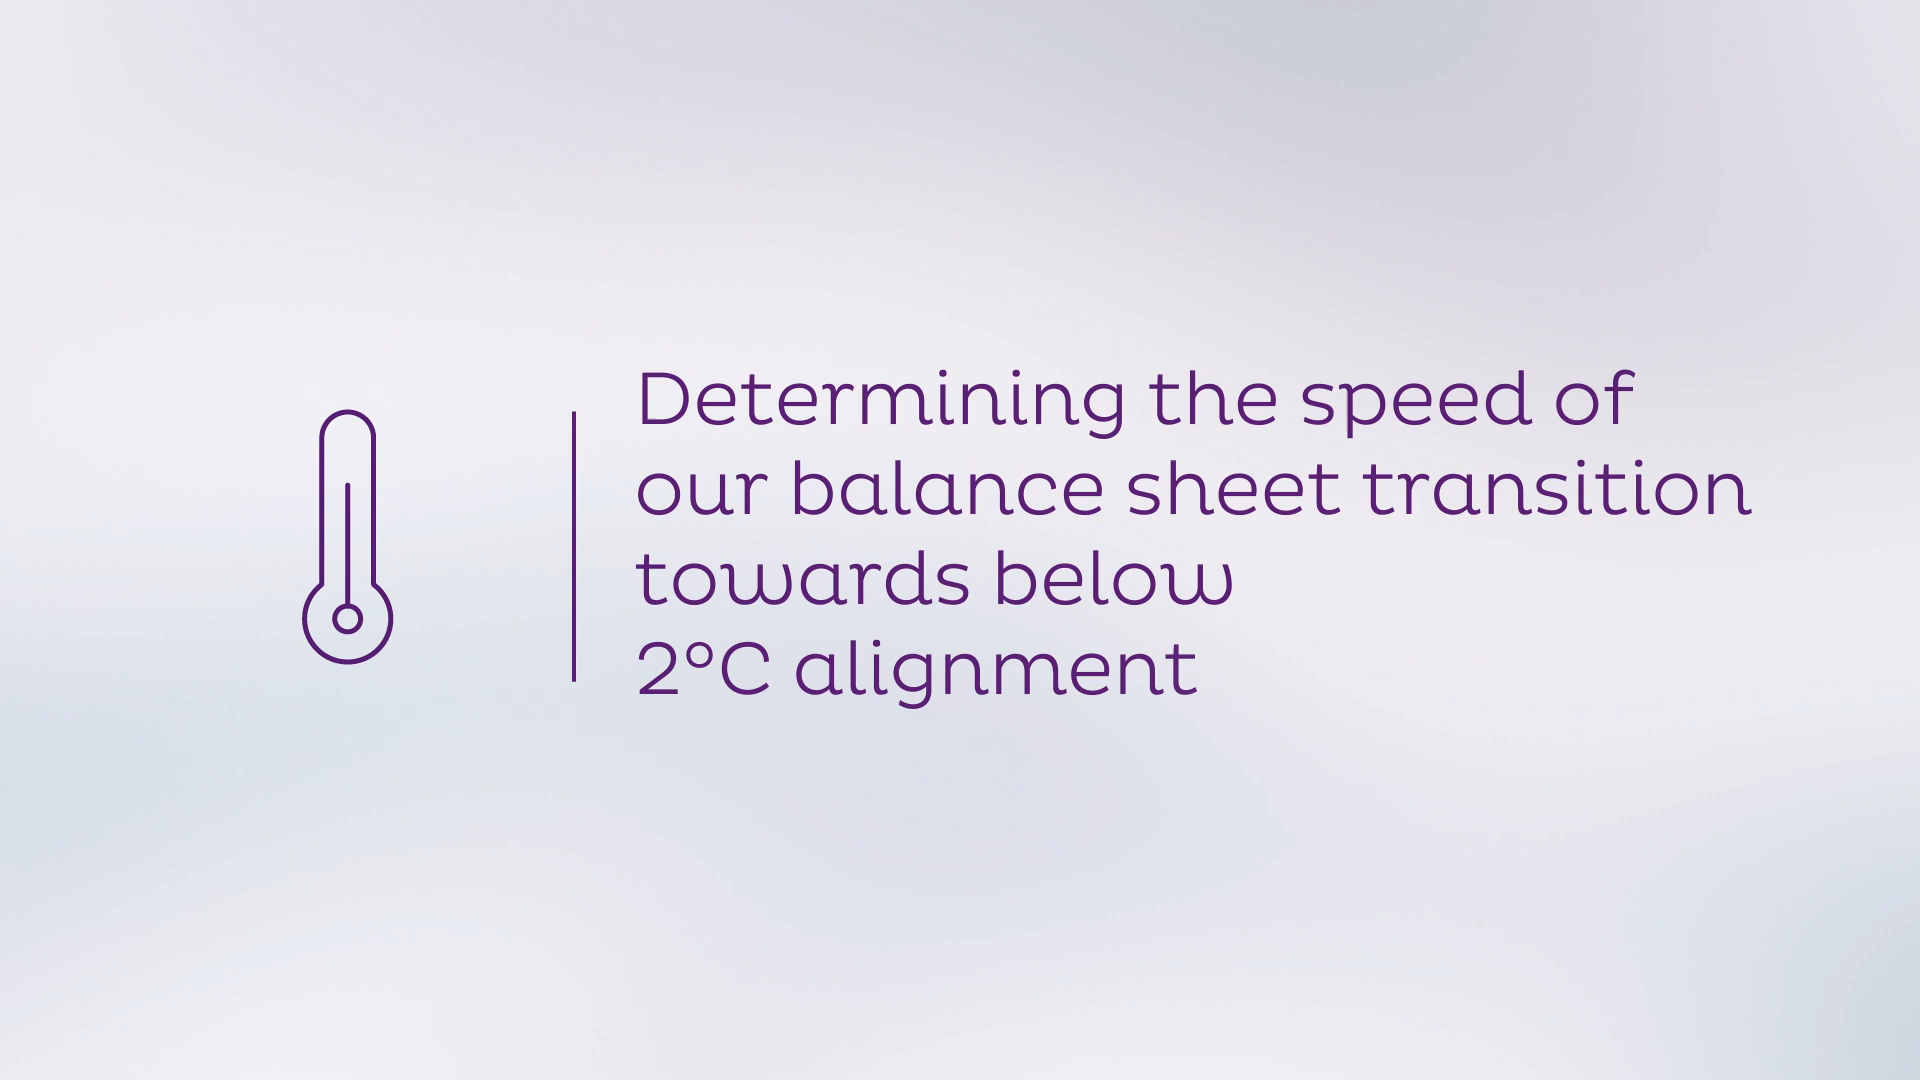 Determining the speed of
our balance sheet transition
towards below
2°C alignment